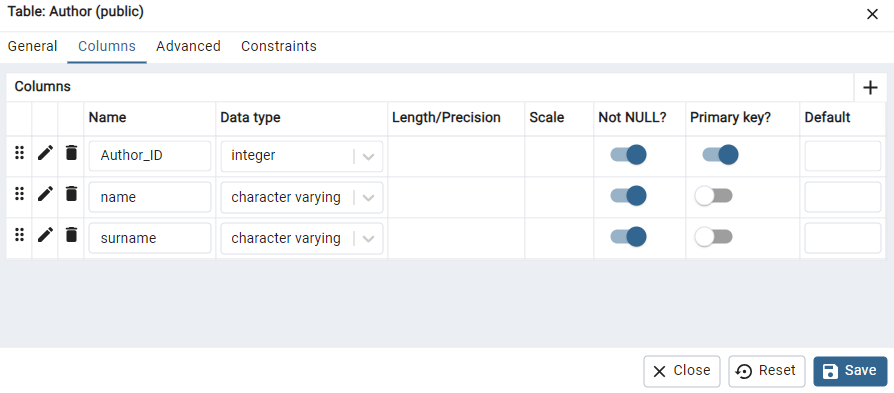 Table: Author (public)
General Columns Advanced Constraints
Columns
Name Data type Length/Precision Scale Not NULL? Primary key? Default
Author_ID integer
name character varying
surname character varying
Close Reset Save